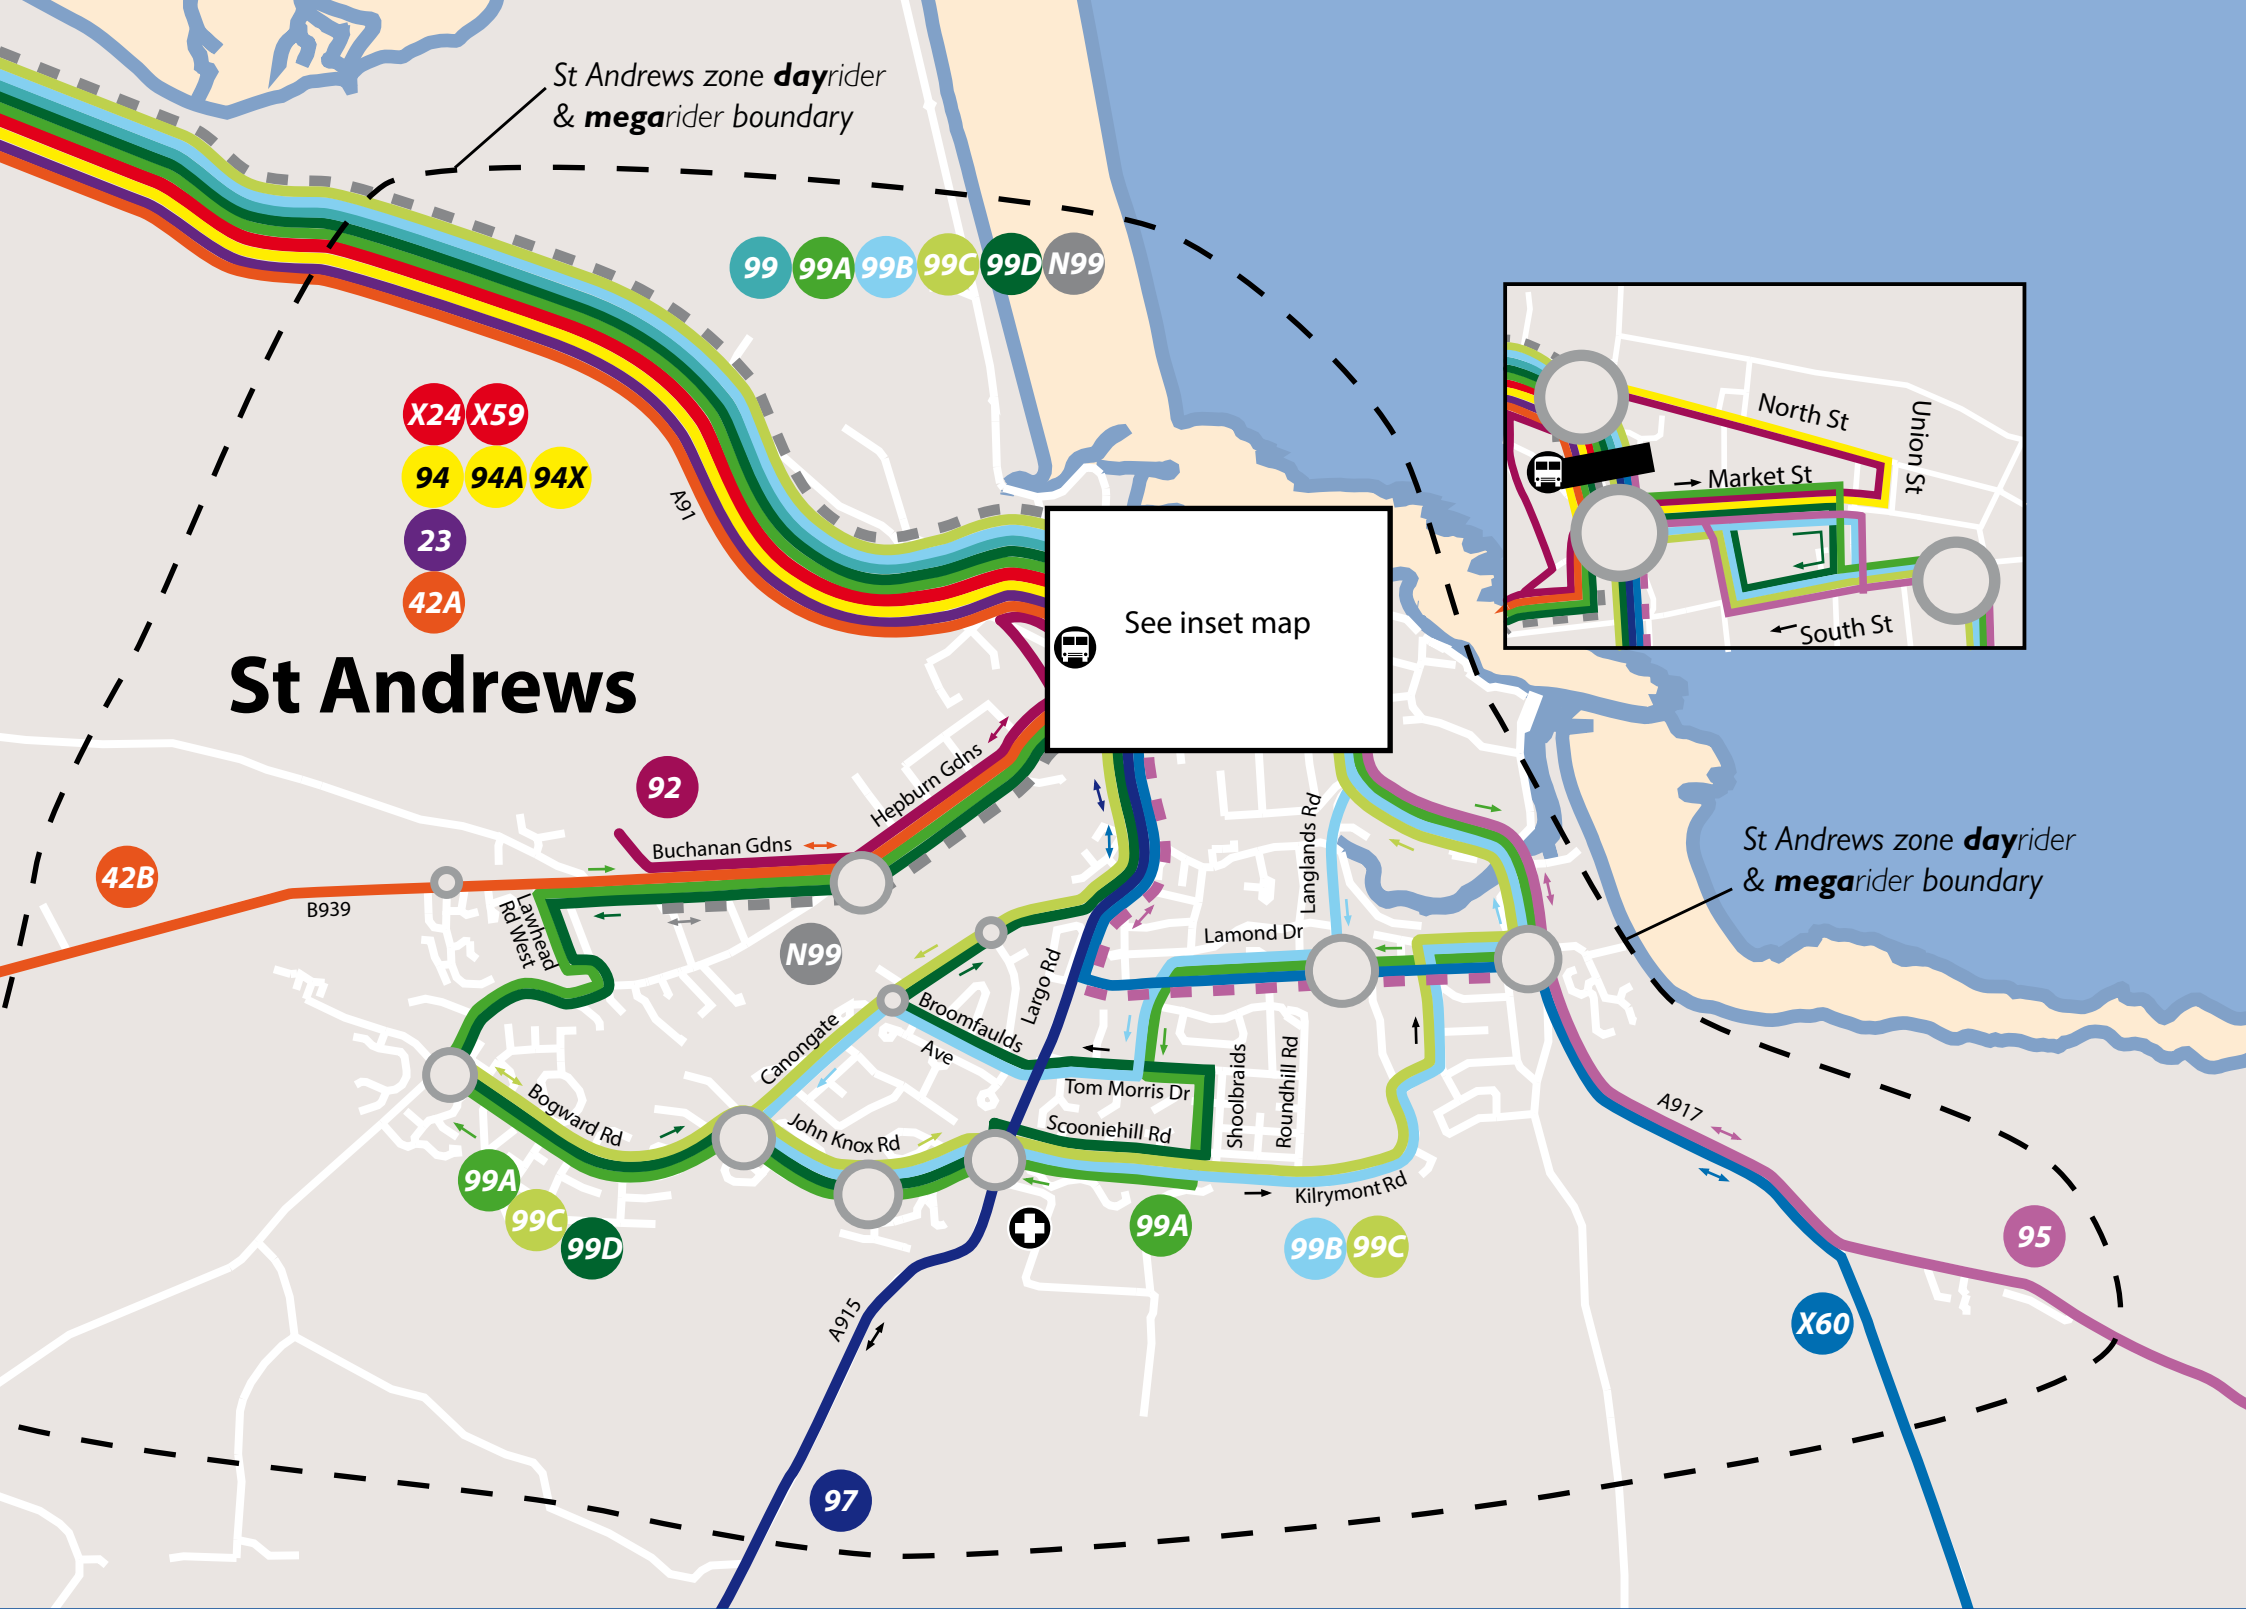 St Andrews zone dayrider
& megarider boundary
99 99A 99B 99C 99D N99
X24 X59
94 94A 94X
23
42A
A91
St Andrews
See inset map
North St
Union St
Market St
South St
92
Hepburn Gdns
Buchanan Gdns
42B
B939
Lawhead
Rd West
N99
Langlands Rd
St Andrews zone dayrider
& megarider boundary
Lamond Dr
Largo Rd
Broomfaulds
Ave
Canongate
Tom Morris Dr
Shoolbraids
Roundhill Rd
Scooniehill Rd
Bogward Rd
John Knox Rd
Kilrymont Rd
A917
99A
99C
99D
99A
99B 99C
95
X60
A915
97